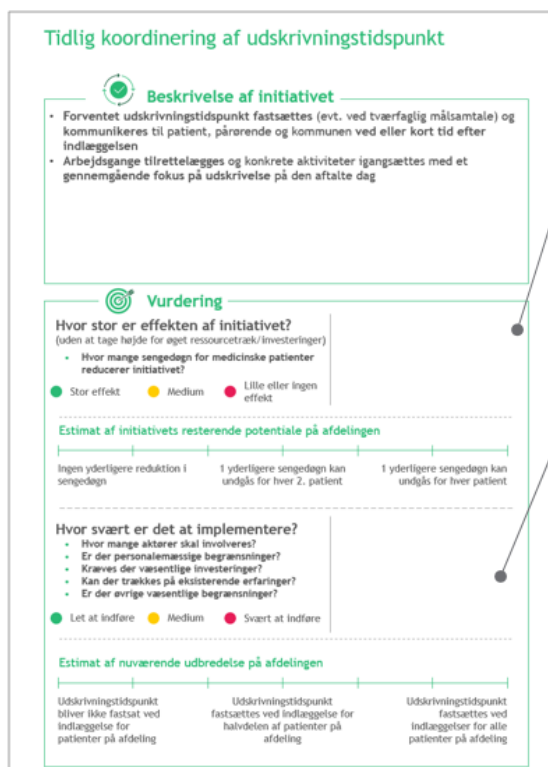 Tidlig koordinering af udskrivningstidspunkt
Beskrivelse af initiativet
• Forventet udskrivningstidspunkt fastsættes (evt. ved tværfaglig målsamtale) og
kommunikeres til patient, pårørende og kommunen ved eller kort tid efter
indlæggelsen
• Arbejdsgange tilrettelægges og konkrete aktiviteter igangsættes med et
gennemgående fokus på udskrivelse på den aftalte dag
Vurdering
Hvor stor er effekten af initiativet?
(uden at tage højde for øget ressourcetræk/investeringer)
• Hvor mange sengedøgn for medicinske patienter
reducerer initiativet?
Stor effekt
Medium
Lille eller ingen
effekt
Estimat af initiativets resterende potentiale på afdelingen
Ingen yderligere reduktion i
sengedøgn
1 yderligere sengedøgn kan
undgås for hver 2. patient
1 yderligere sengedøgn kan
undgås for hver patient
Hvor svært er det at implementere?
• Hvor mange aktører skal involveres?
• Er der personalemæssige begrænsninger?
• Kræves der væsentlige investeringer?
• Kan der trækkes på eksisterende erfaringer?
• Er der øvrige væsentlige begrænsninger?
Let at indføre
Medium
Svært at indføre
Estimat af nuværende udbredelse på afdelingen
Udskrivningstidspunkt
bliver ikke fastsat ved
indlæggelse for
patienter på afdeling
Udskrivningstidspunkt
fastsættes ved indlæggelse for
halvdelen af patienter på
afdeling
Udskrivningstidspunkt
fastsættes ved
indlæggelser for alle
patienter på afdeling